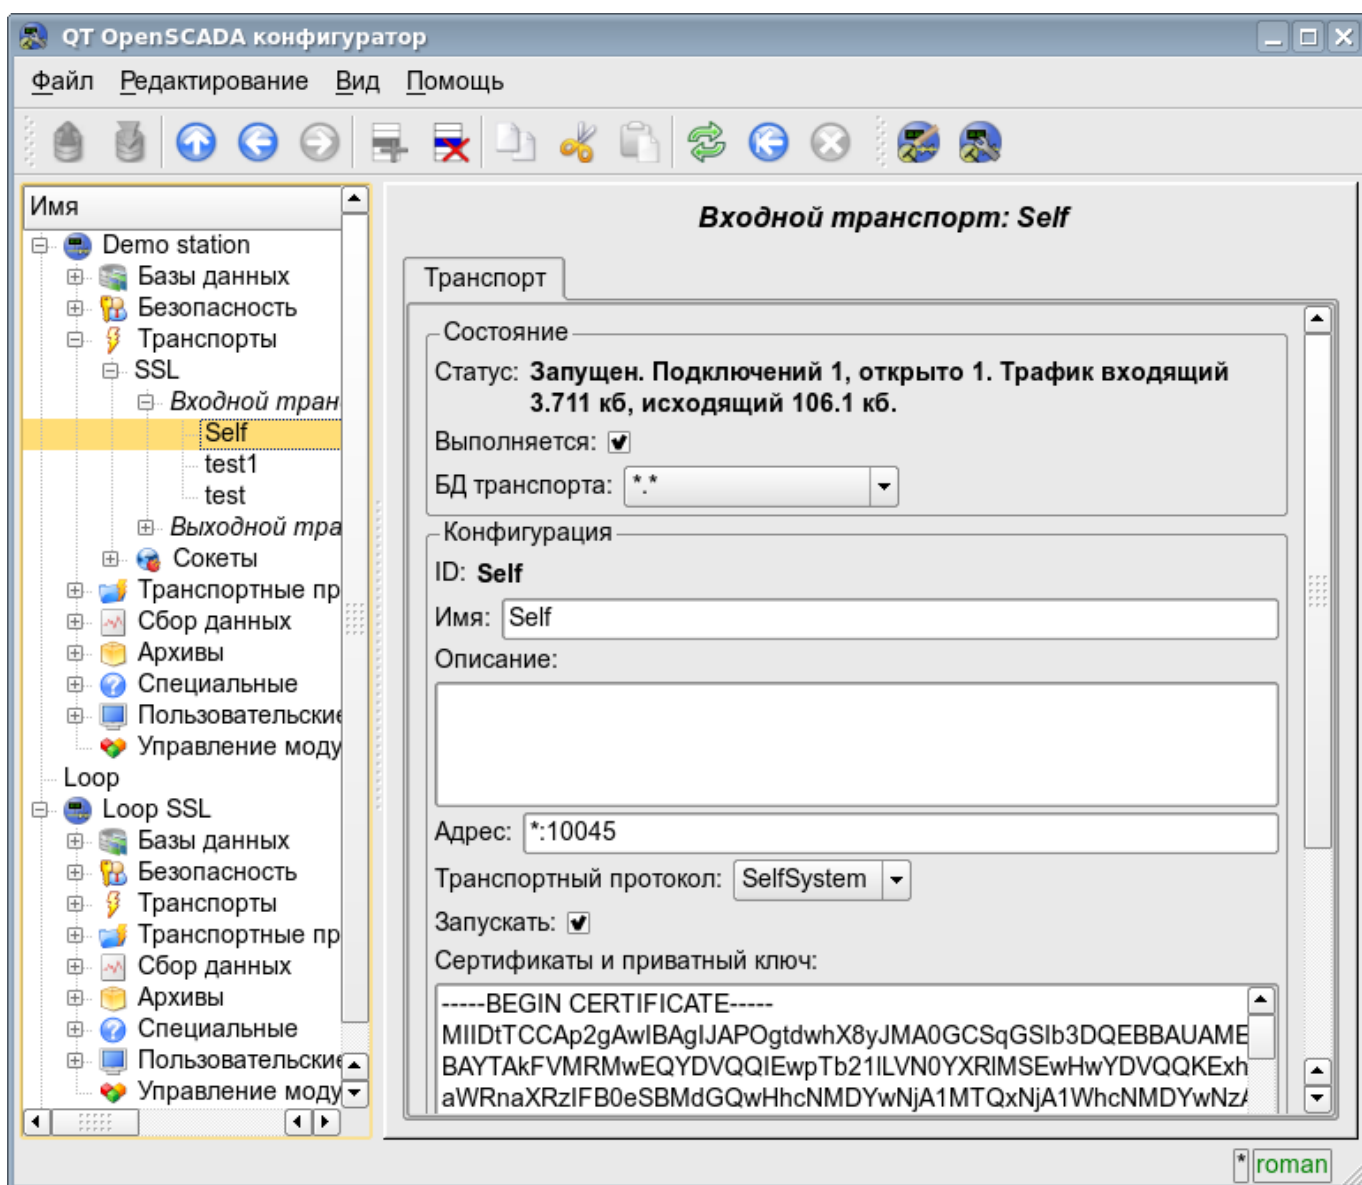 QT OpenSCADA конфигуратор
Файл Редактирование Вид Помощь
Имя
Demo station
Базы данных
Безопасность
Транспорты
SSL
Входной тран
Self
test1
test
Выходной тра
Сокеты
Транспортные пр
Сбор данных
Архивы
Специальные
Пользовательские
Управление моду
Loop
Loop SSL
Базы данных
Безопасность
Транспорты
Транспортные пр
Сбор данных
Архивы
Специальные
Пользовательские
Управление моду
Входной транспорт: Self
Транспорт
Состояние
Статус: Запущен. Подключений 1, открыто 1. Трафик входящий
3.711 кб, исходящий 106.1 кб.
Выполняется:
БД транспорта: *.*
Конфигурация
ID: Self
Имя: Self
Описание:
Адрес: *:10045
Транспортный протокол: SelfSystem
Запускать:
Сертификаты и приватный ключ:
-----BEGIN CERTIFICATE-----
MIIDtTCCAp2gAwIBAgIJAPOgtdwhX8yJMA0GCSqGSIb3DQEBBAUAME
BAYTAkFVMRMwEQYDVQQIEwpTb21lLVN0YXRlMSEwHwYDVQQKExh
aWRnaXRzIFB0eSBMdGQwHhcNMDYwNjA1MTQxNjA1WhcNMDYwNzA
* roman